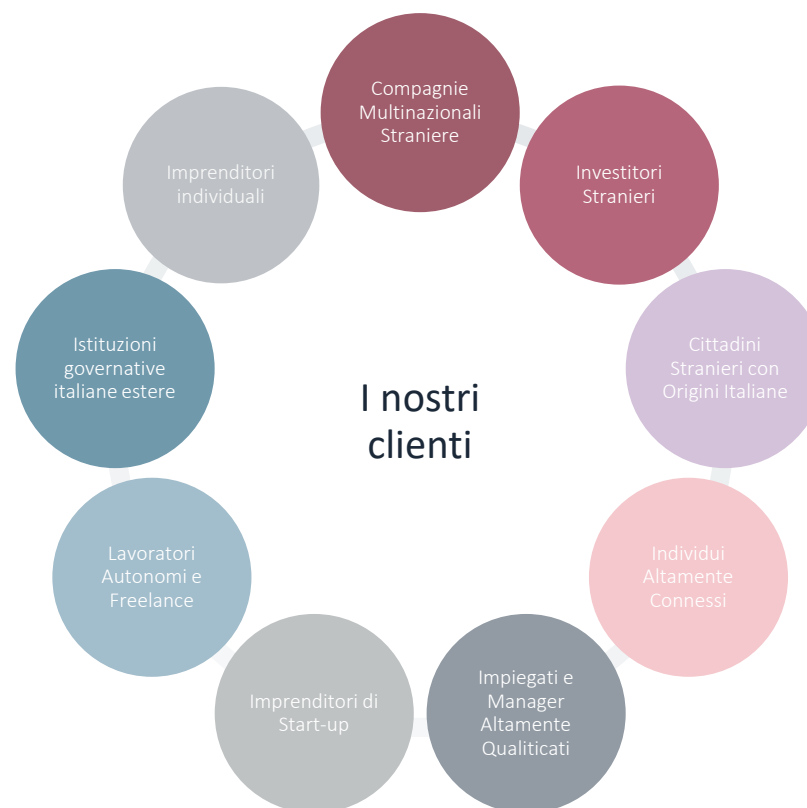 Compagnie
Multinazionali
Straniere
Investitori
Stranieri
Cittadini
Stranieri con
Origini Italiane
Individui
Altamente
Connessi
Impiegati e
Manager
Altamente
Qualiticati
Imprenditori di
Start-up
Lavoratori
Autonomi e
Freelance
Istituzioni
governative
italiane estere
Imprenditori
individuali
I nostri
clienti